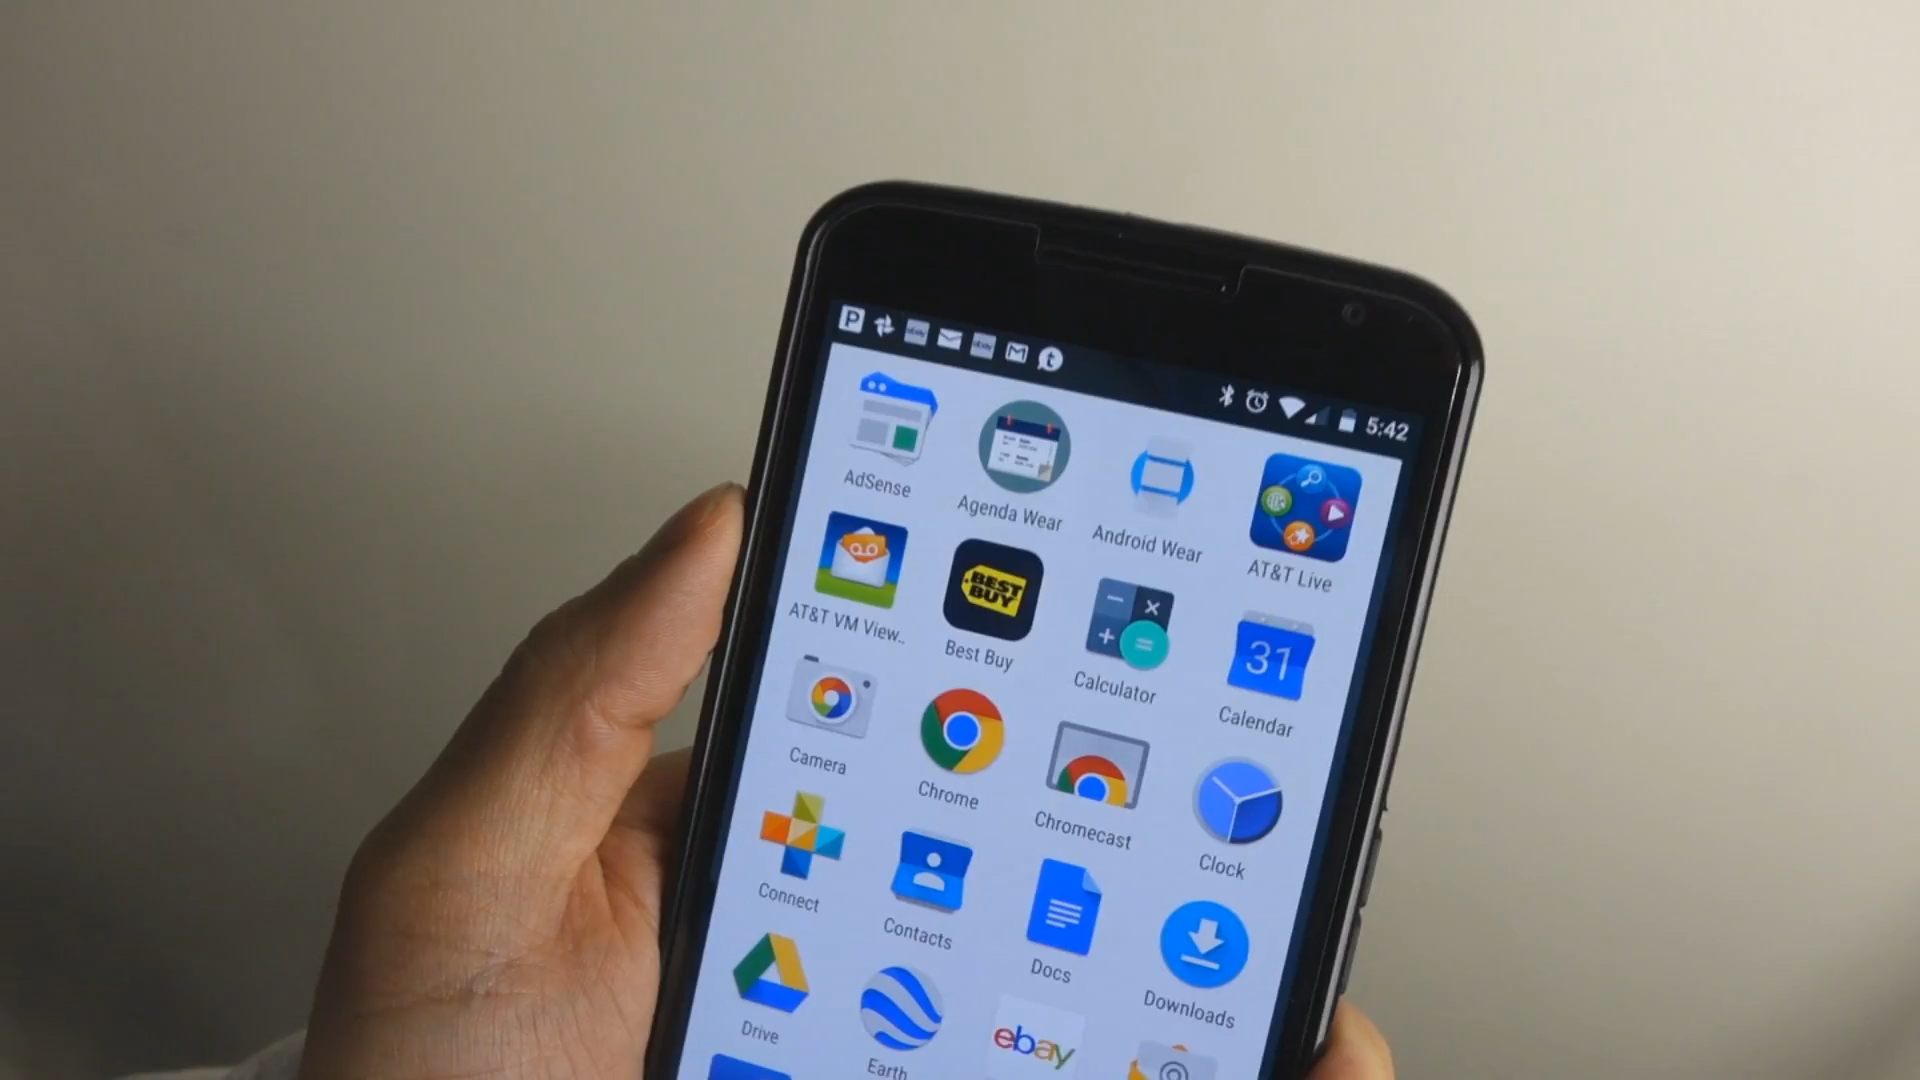 5:42
AdSense
Agenda Wear
Android Wear
AT&T Live
AT&T VM View..
BEST
BUY
Best Buy
Calculator
31
Calendar
Camera
Chrome
Chromecast
Clock
Connect
Contacts
Docs
Downloads
Drive
Earth
ebay